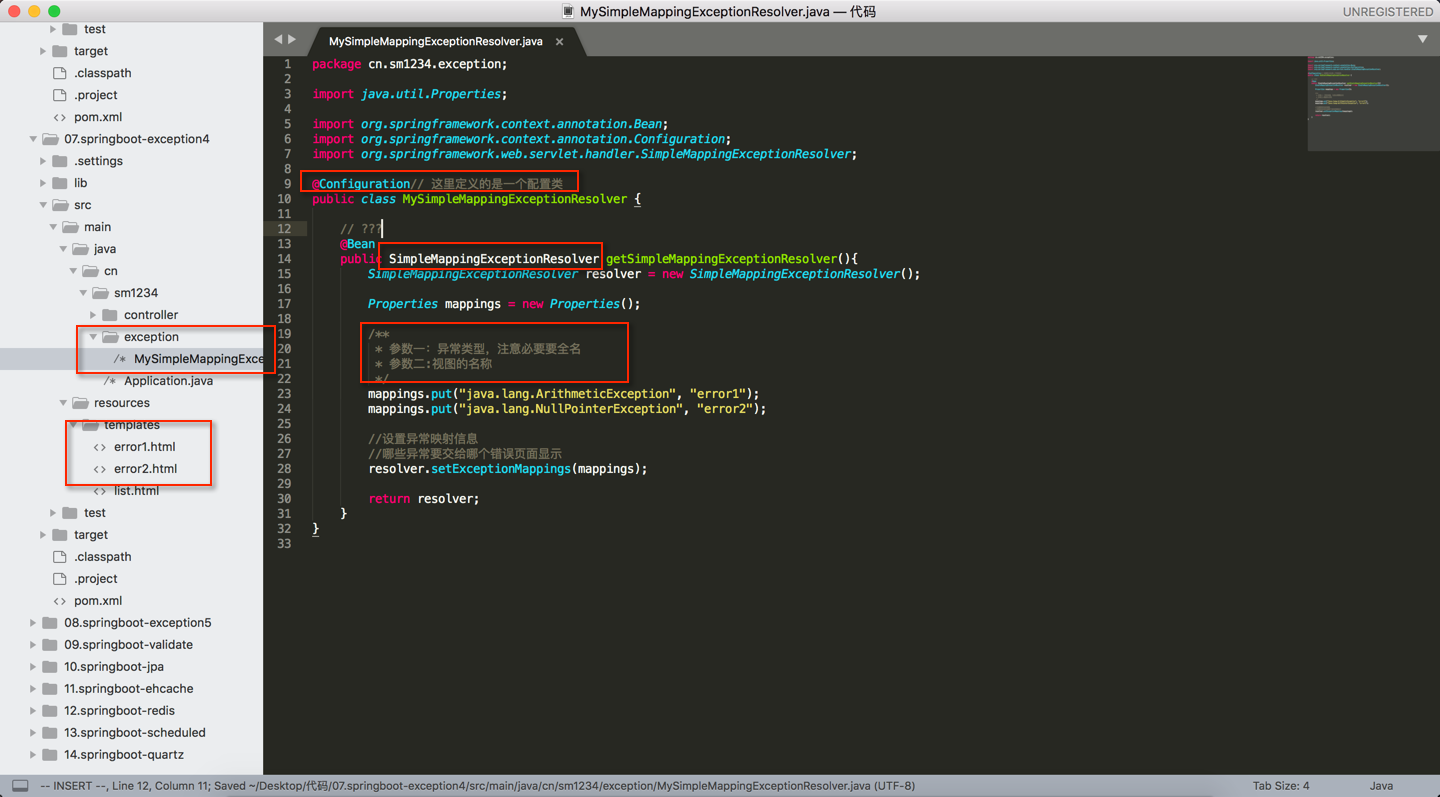 MySimpleMappingExceptionResolver.java — 代码
UNREGISTERED
test
target
.classpath
.project
pom.xml
07.springboot-exception4
.settings
lib
src
main
java
cn
sm1234
controller
exception
/* MySimpleMappingExce
/* Application.java
resources
templates
<> error1.html
<> error2.html
<> list.html
test
target
.classpath
.project
<> pom.xml
08.springboot-exception5
09.springboot-validate
10.springboot-jpa
11.springboot-ehcache
12.springboot-redis
13.springboot-scheduled
14.springboot-quartz
MySimpleMappingExceptionResolver.java ×
1 package cn.sm1234.exception;
2
3 import java.util.Properties;
4
5 import org.springframework.context.annotation.Bean;
6 import org.springframework.context.annotation.Configuration;
7 import org.springframework.web.servlet.handler.SimpleMappingExceptionResolver;
8
9 @Configuration// 这里定义的是一个配置类
10 public class MySimpleMappingExceptionResolver {
11
12 // ???
13 @Bean
14 public SimpleMappingExceptionResolver getSimpleMappingExceptionResolver(){
15 SimpleMappingExceptionResolver resolver = new SimpleMappingExceptionResolver();
16
17 Properties mappings = new Properties();
18
19 /**
20 * 参数一：异常类型，注意必要要全名
21 * 参数二:视图的名称
22 */
23 mappings.put("java.lang.ArithmeticException", "error1");
24 mappings.put("java.lang.NullPointerException", "error2");
25
26 //设置异常映射信息
27 //哪些异常要交给哪个错误页面显示
28 resolver.setExceptionMappings(mappings);
29
30 return resolver;
31 }
32 }
33
-- INSERT --, Line 12, Column 11; Saved ~/Desktop/代码/07.springboot-exception4/src/main/java/cn/sm1234/exception/MySimpleMappingExceptionResolver.java (UTF-8)
Tab Size: 4
Java